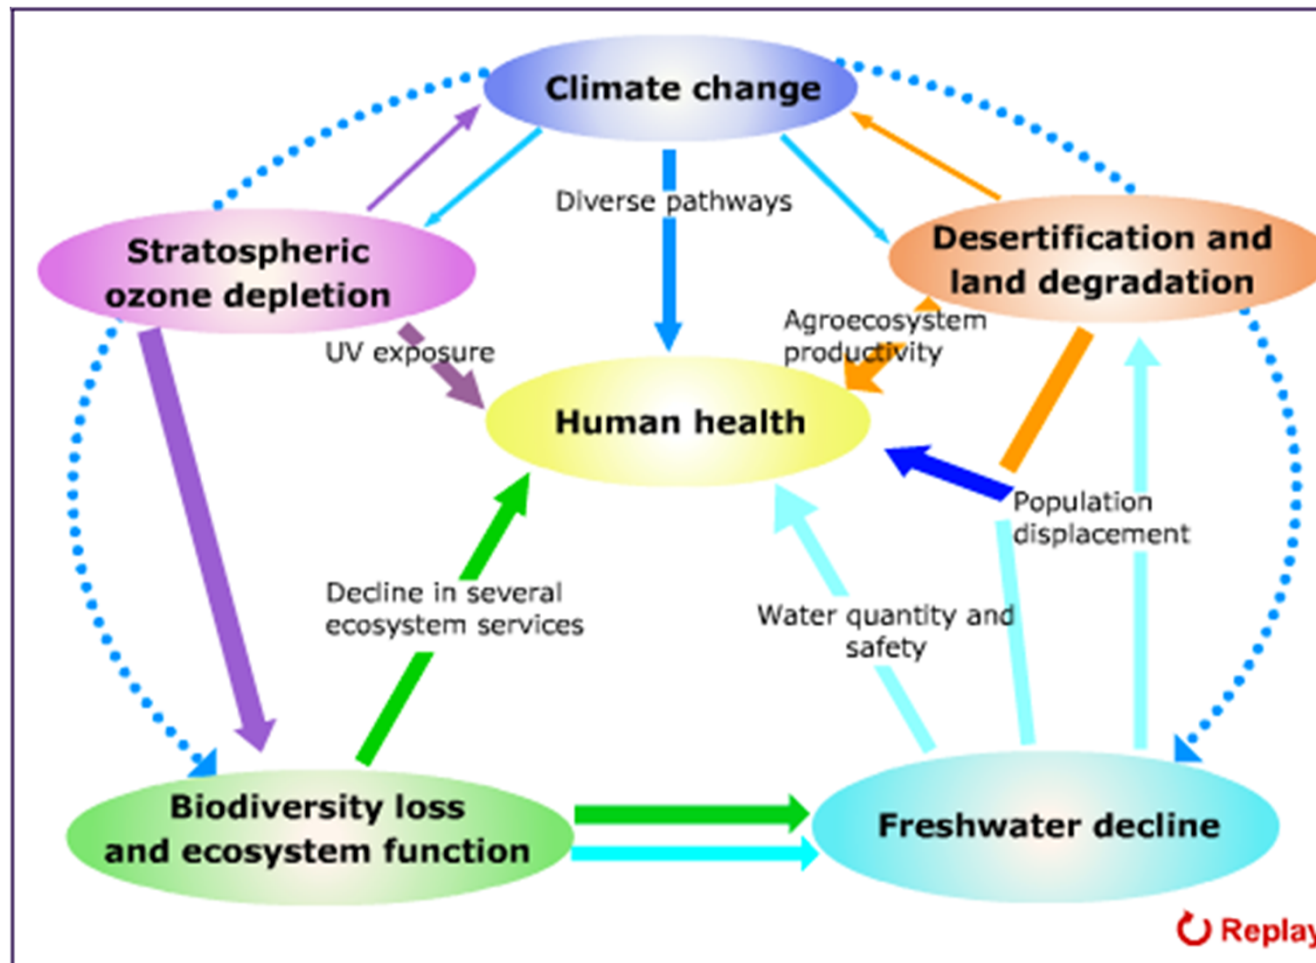 Climate change
Diverse pathways
Stratospheric
ozone depletion
Desertification and
land degradation
UV exposure
Agroecosystem
productivity
Human health
Population
displacement
Decline in several
ecosystem services
Water quantity and
safety
Biodiversity loss
and ecosystem function
Freshwater decline
Replay